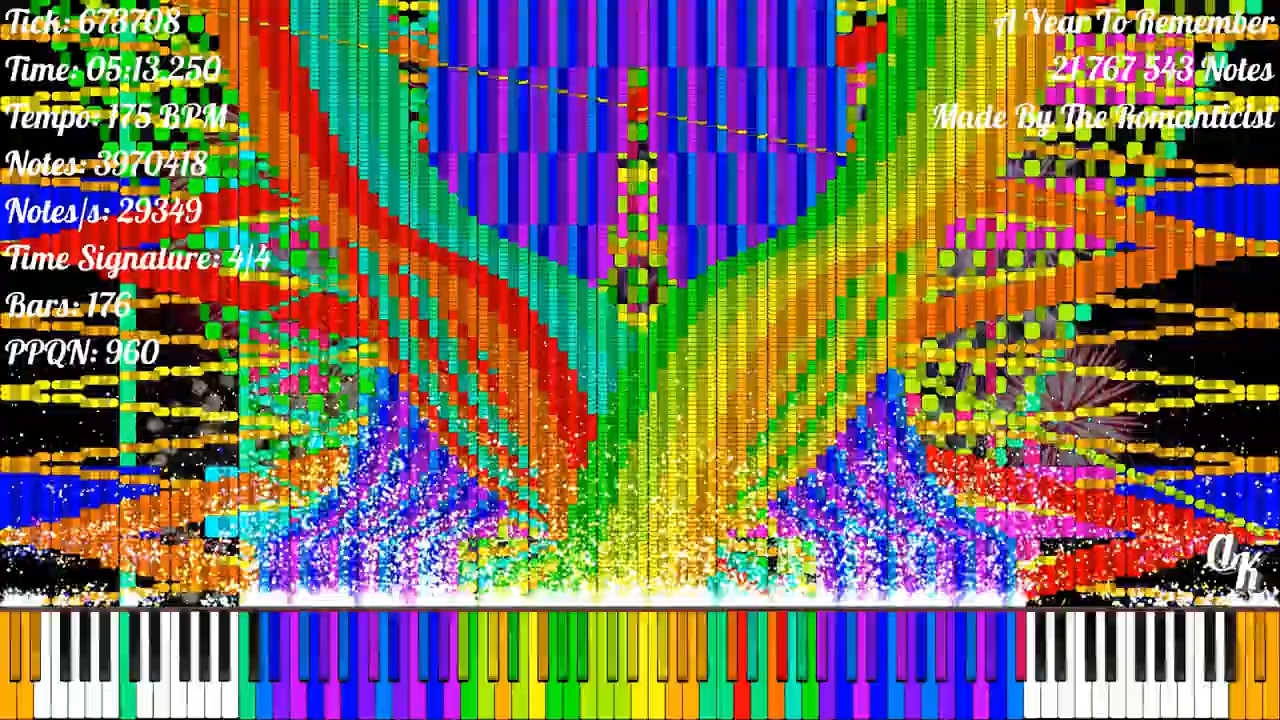 Tick: 673708
Time: 05:13.250
Tempo: 175 BPM
Notes: 3970418
Notes/s: 29349
Time Signature: 4/4
Bars: 176
PPQN: 960
A Year To Remember
21 767 543 Notes
Made By The Romanticist
QK